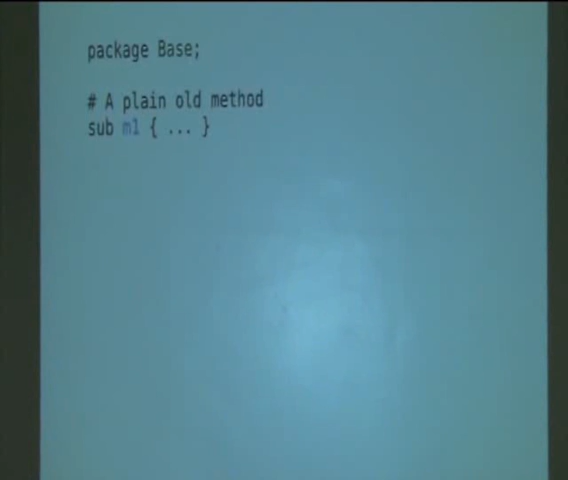 package Base;
# A plain old method
sub m1 { ... }